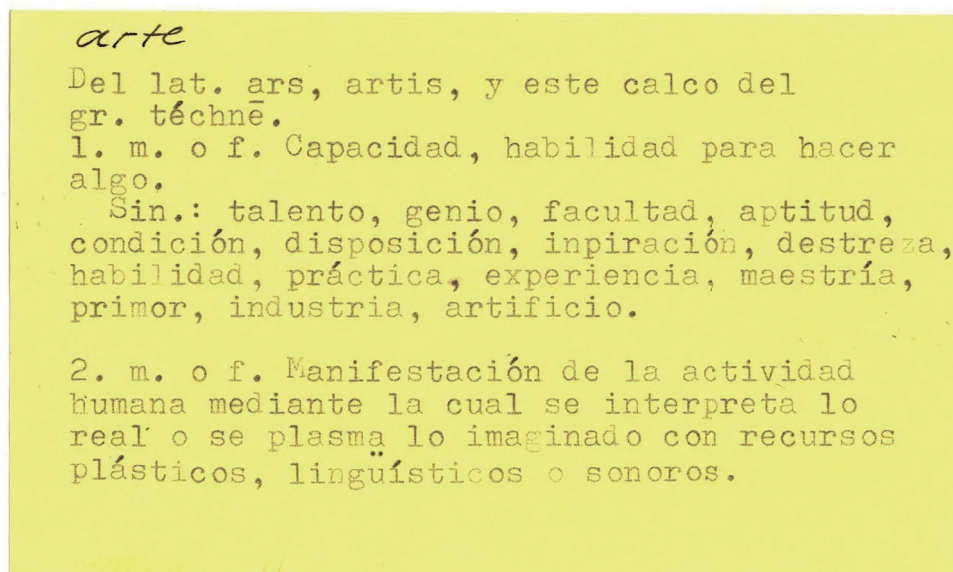 arte
Del lat. ars, artis, y este calco del
gr. téchnē.
1. m. o f. Capacidad, habilidad para hacer
algo.
Sin.: talento, genio, facultad, aptitud,
condición, disposición, inpiración, destreza,
habilidad, práctica, experiencia, maestría,
primor, industria, artificio.
2. m. o f. Manifestación de la actividad
humana mediante la cual se interpreta lo
real o se plasma lo imaginado con recursos
plásticos, lingüísticos o sonoros.